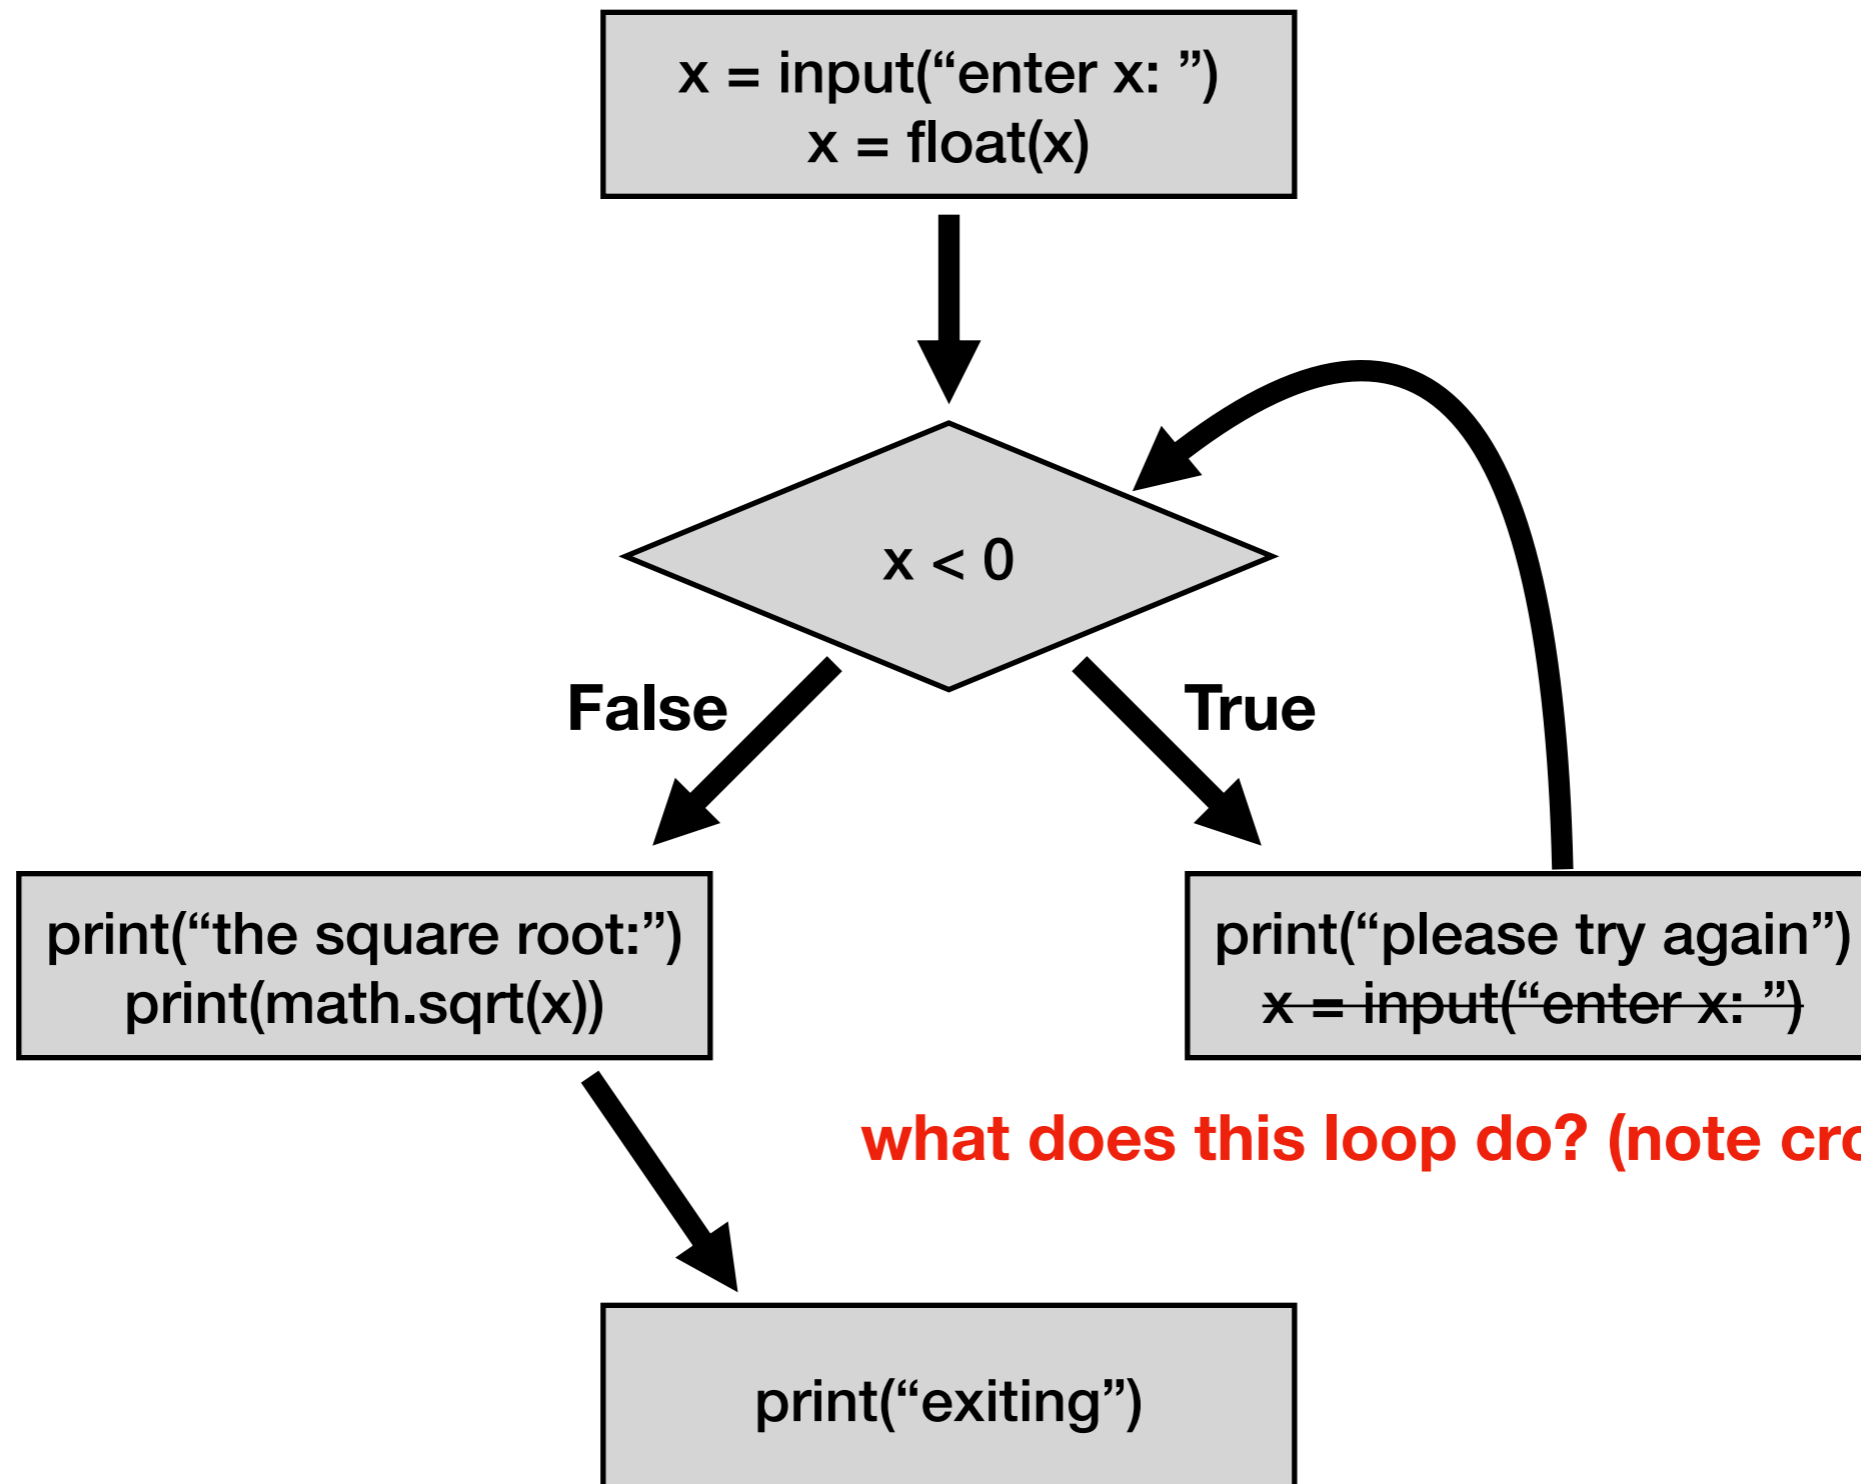 x = input(“enter x: ”)
x = float(x)
x < 0
False
True
print(“the square root:”)
print(math.sqrt(x))
print(“please try again”)
x = input(“enter x: ”)
what does this loop do? (note cro
print(“exiting”)